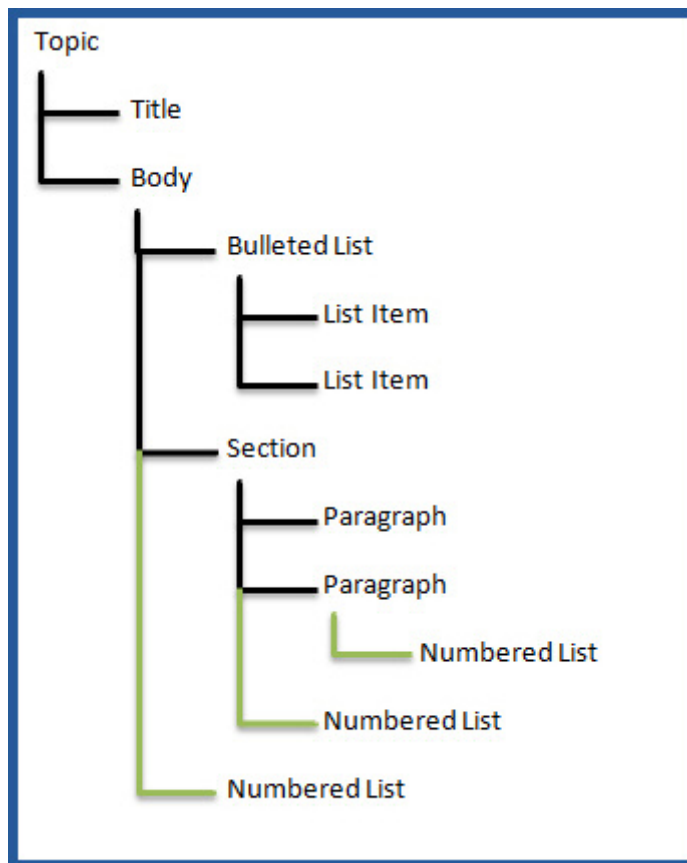 Topic
Title
Body
Bulleted List
List Item
List Item
Section
Paragraph
Paragraph
Numbered List
Numbered List
Numbered List